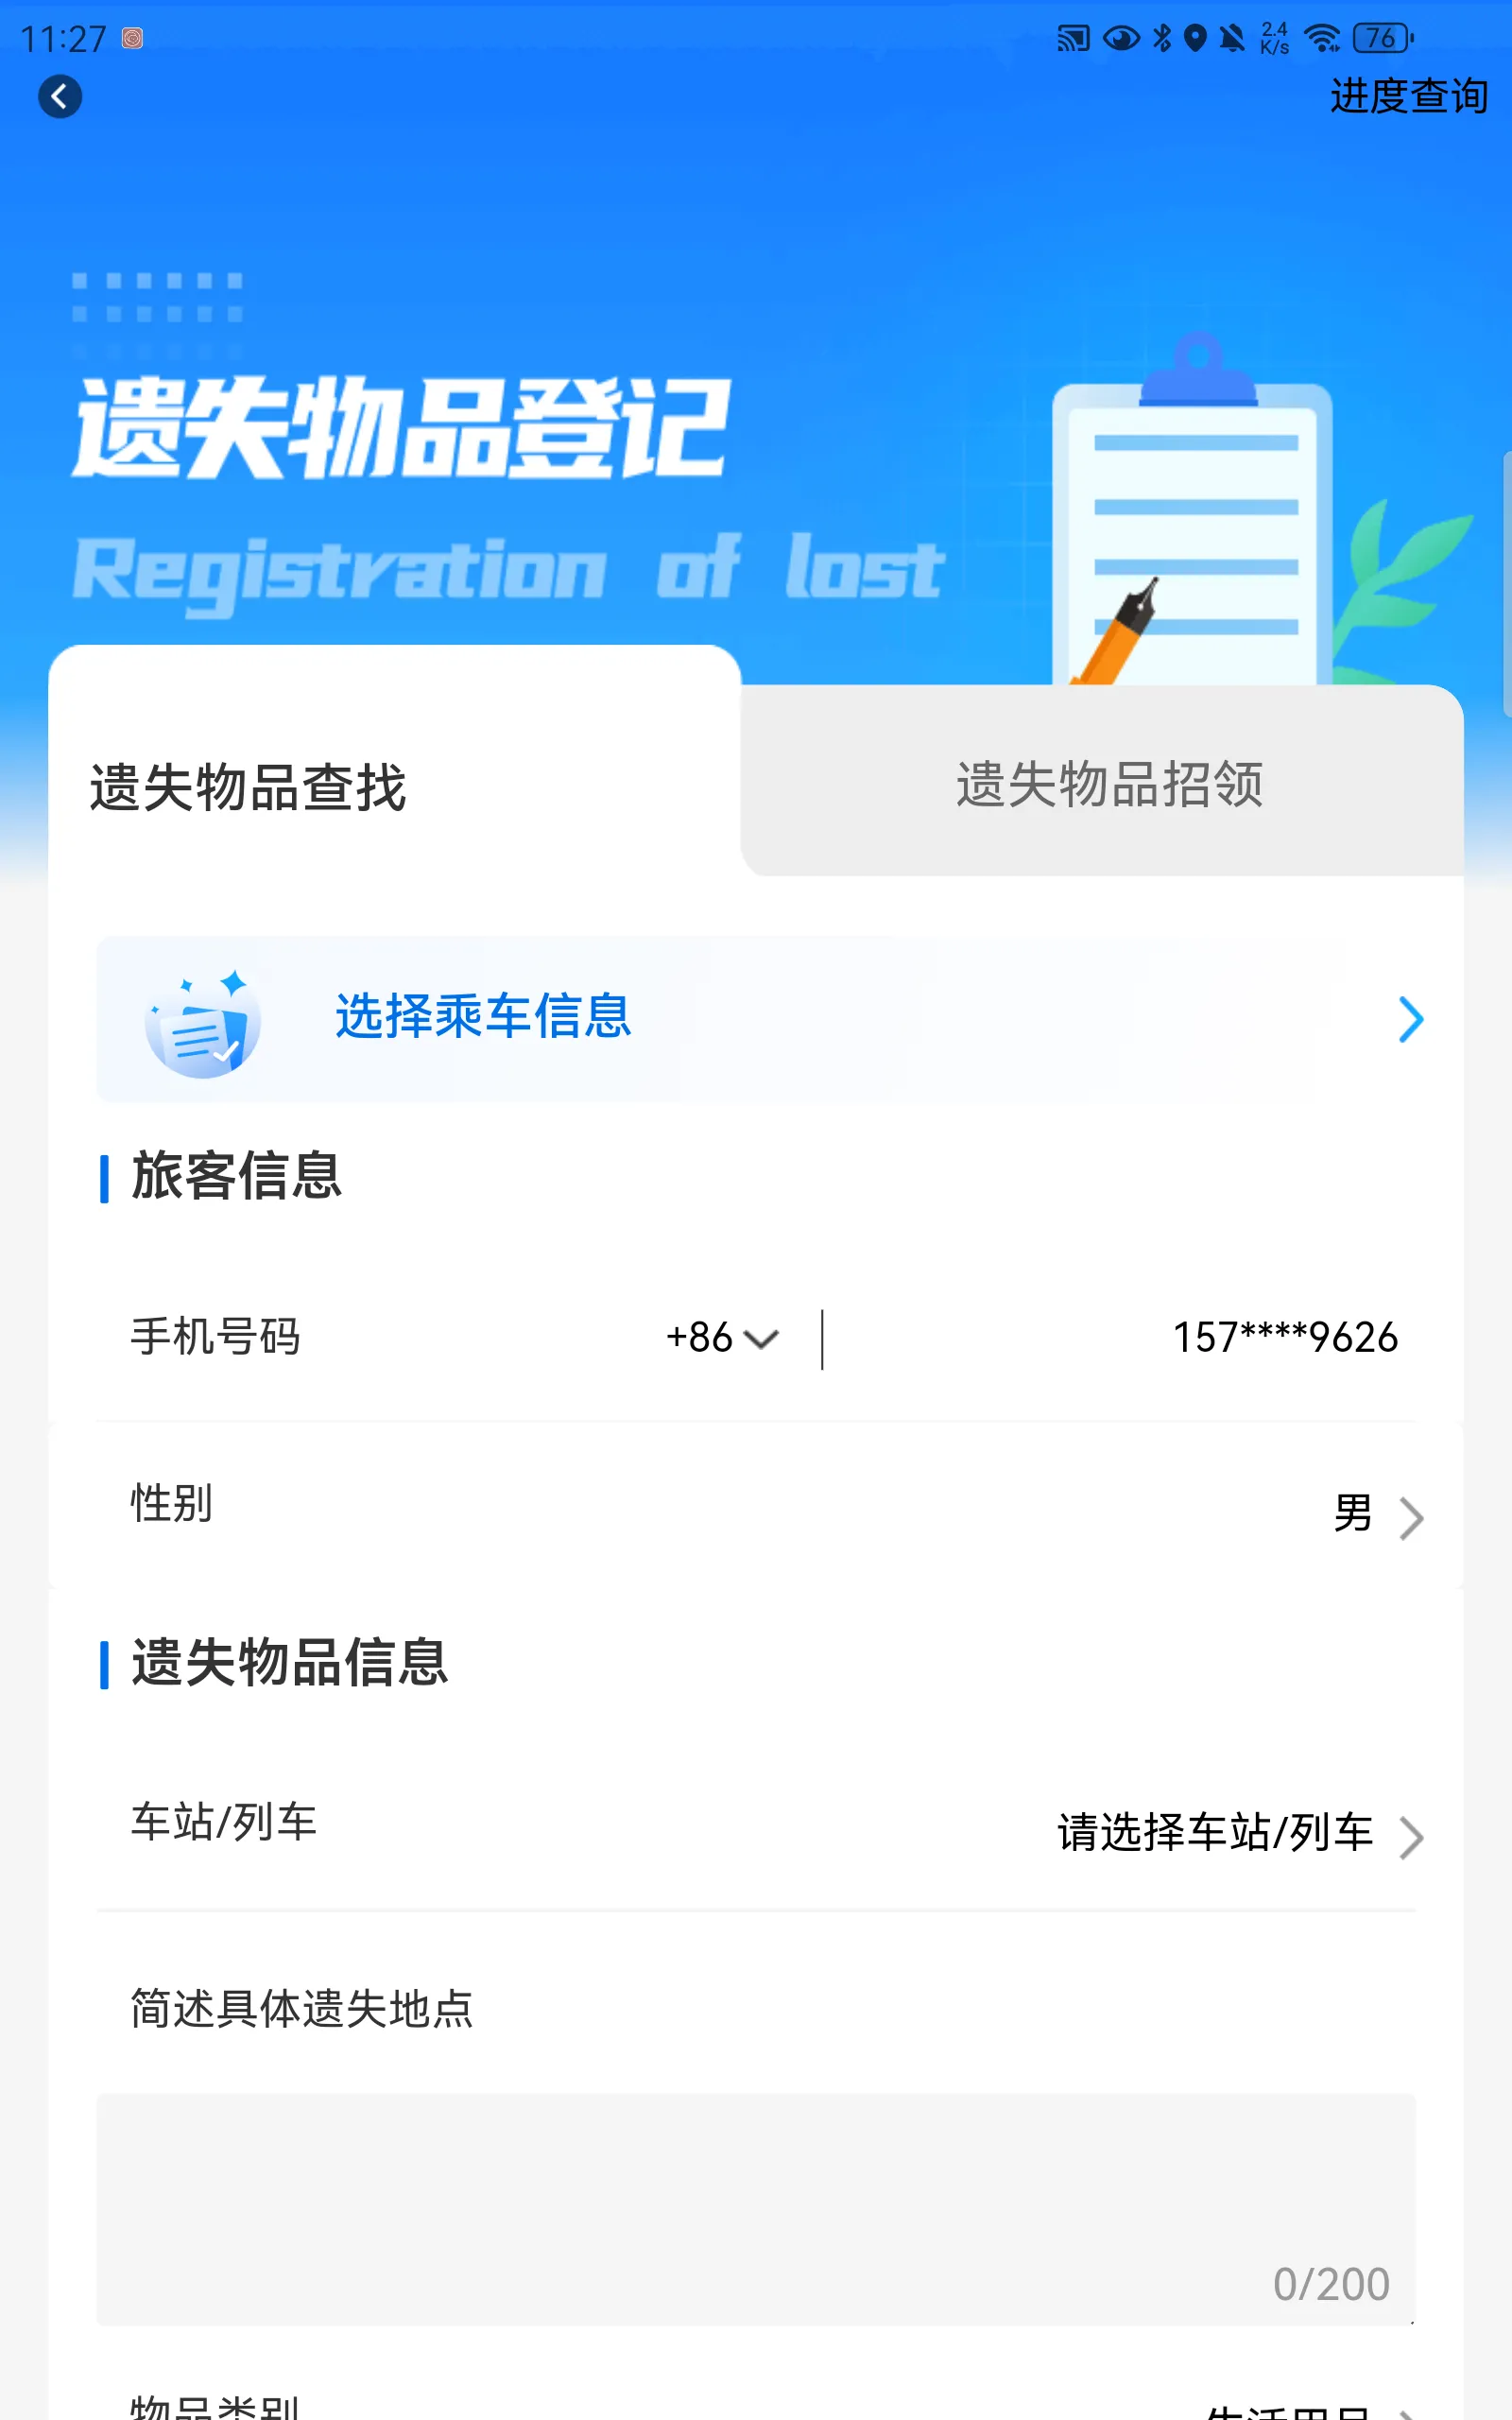 11:27
2.4 K/s
76
进度查询
遗失物品登记
Registration of lost
遗失物品查找
遗失物品招领
选择乘车信息
旅客信息
手机号码 +86 157****9626
性别 男
遗失物品信息
车站/列车 请选择车站/列车
简述具体遗失地点
0/200
物品类别 生活用品